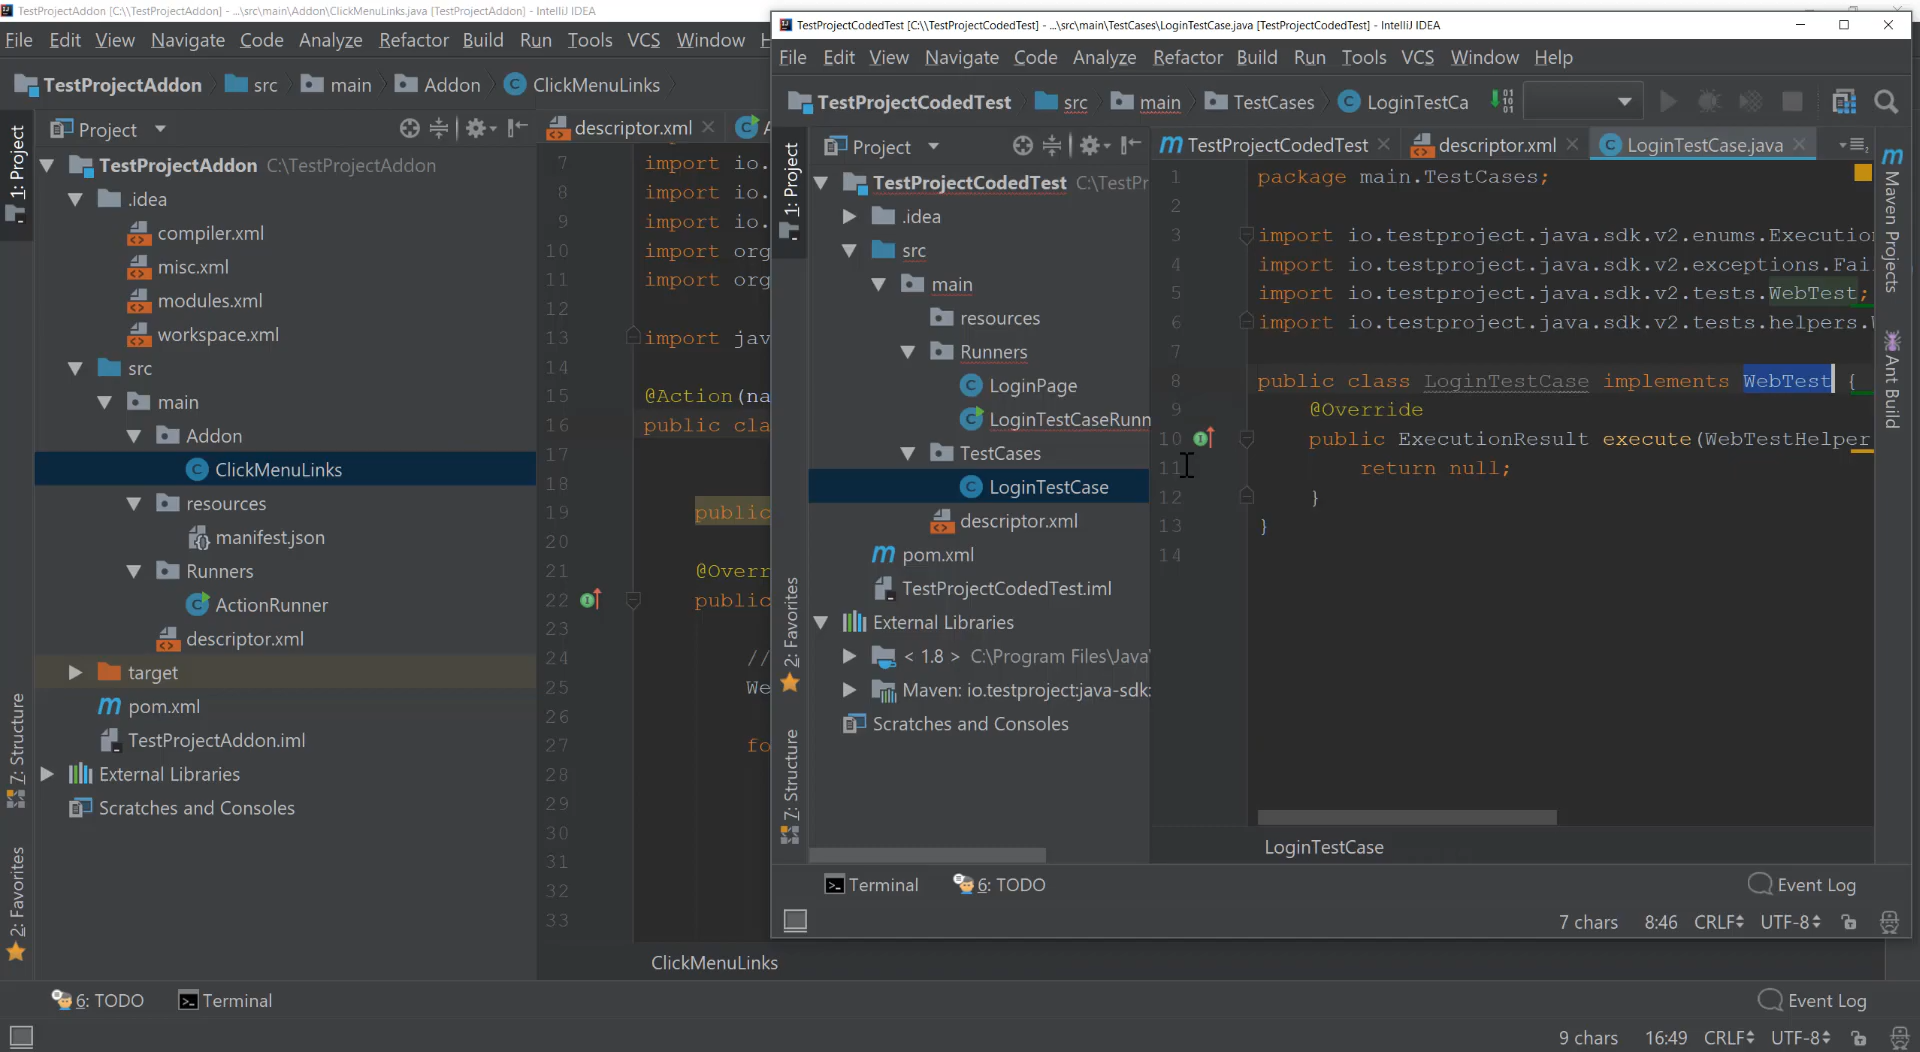 TestProjectAddon [C:\TestProjectAddon] - ...\src\main\Addon\ClickMenuLinks.java [TestProjectAddon] - IntelliJ IDEA
File Edit View Navigate Code Analyze Refactor Build Run Tools VCS Window
TestProjectAddon src main Addon ClickMenuLinks
1: Project
7: Structure
2: Favorites
Project
TestProjectAddon C:\TestProjectAddon
.idea
compiler.xml
misc.xml
modules.xml
workspace.xml
src
main
Addon
ClickMenuLinks
resources
manifest.json
Runners
ActionRunner
descriptor.xml
target
pom.xml
TestProjectAddon.iml
External Libraries
Scratches and Consoles
descriptor.xml
7 import io.
8 import io.
9 import io.
10 import org
11 import org
12
13 import jav
14
15 @Action(na
16 public cla
17
18
19 public
20
21 @Overr
22 public
23
24 //
25 We
26
27 fo
28
29
30
31
32
33
ClickMenuLinks
6: TODO Terminal
Event Log
9 chars 16:49 CRLF UTF-8
TestProjectCodedTest [C:\\TestProjectCodedTest] - ...\src\main\TestCases\LoginTestCase.java [TestProjectCodedTest] - IntelliJ IDEA
File Edit View Navigate Code Analyze Refactor Build Run Tools VCS Window Help
TestProjectCodedTest src main TestCases LoginTestCa
1: Project
2: Favorites
7: Structure
Project
TestProjectCodedTest C:\TestPr
.idea
src
main
resources
Runners
LoginPage
LoginTestCaseRunn
TestCases
LoginTestCase
descriptor.xml
pom.xml
TestProjectCodedTest.iml
External Libraries
< 1.8 > C:\Program Files\Java
Maven: io.testproject:java-sdk:
Scratches and Consoles
TestProjectCodedTest descriptor.xml LoginTestCase.java
1 package main.TestCases;
2
3 import io.testproject.java.sdk.v2.enums.Execution
4 import io.testproject.java.sdk.v2.exceptions.Fai
5 import io.testproject.java.sdk.v2.tests.WebTest;
6 import io.testproject.java.sdk.v2.tests.helpers.
7
8 public class LoginTestCase implements WebTest {
9 @Override
10 public ExecutionResult execute(WebTestHelper
11 return null;
12 }
13 }
14
Maven Projects
Ant Build
LoginTestCase
Terminal 6: TODO
Event Log
7 chars 8:46 CRLF UTF-8